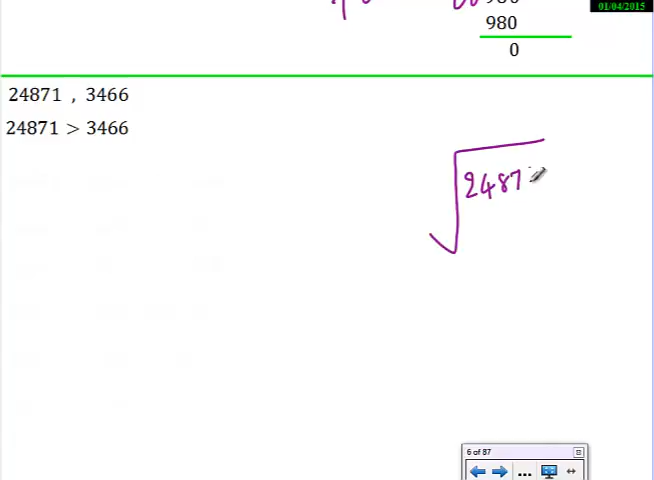 01/04/2015
980
0
24871 , 3466
24871 > 3466
2487
6 of 87
...